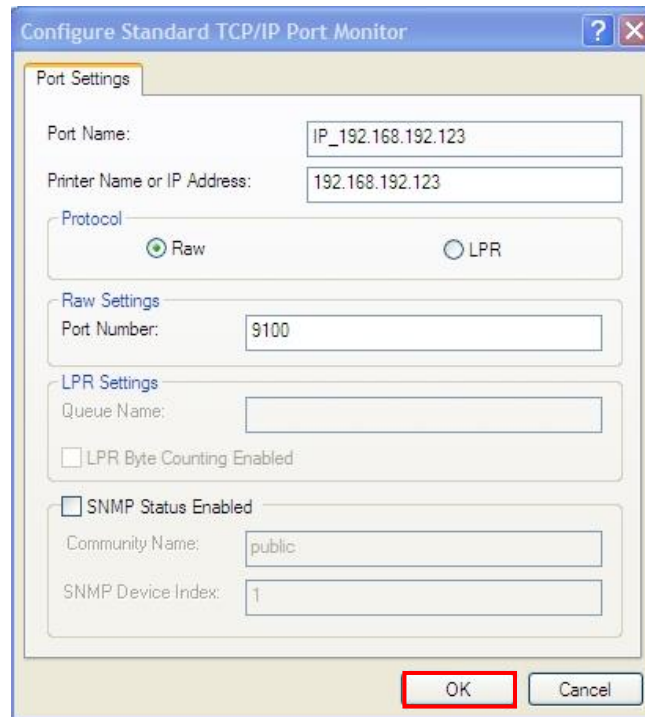 Configure Standard TCP/IP Port Monitor
Port Settings
Port Name: IP_192.168.192.123
Printer Name or IP Address: 192.168.192.123
Protocol
Raw LPR
Raw Settings
Port Number: 9100
LPR Settings
Queue Name:
LPR Byte Counting Enabled
SNMP Status Enabled
Community Name: public
SNMP Device Index: 1
OK Cancel